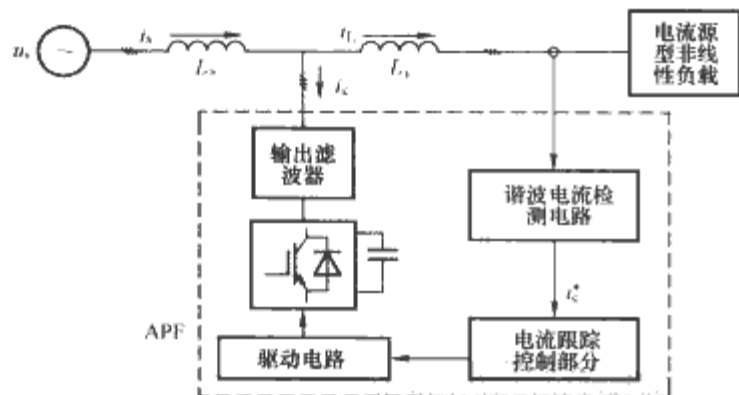 u_s
~
i_s
L_s
i_L
L_L
i_c
电流源
型非线
性负载
输出滤
波器
谐波电流检
测电路
i_c*
APF
驱动电路
电流跟踪
控制部分